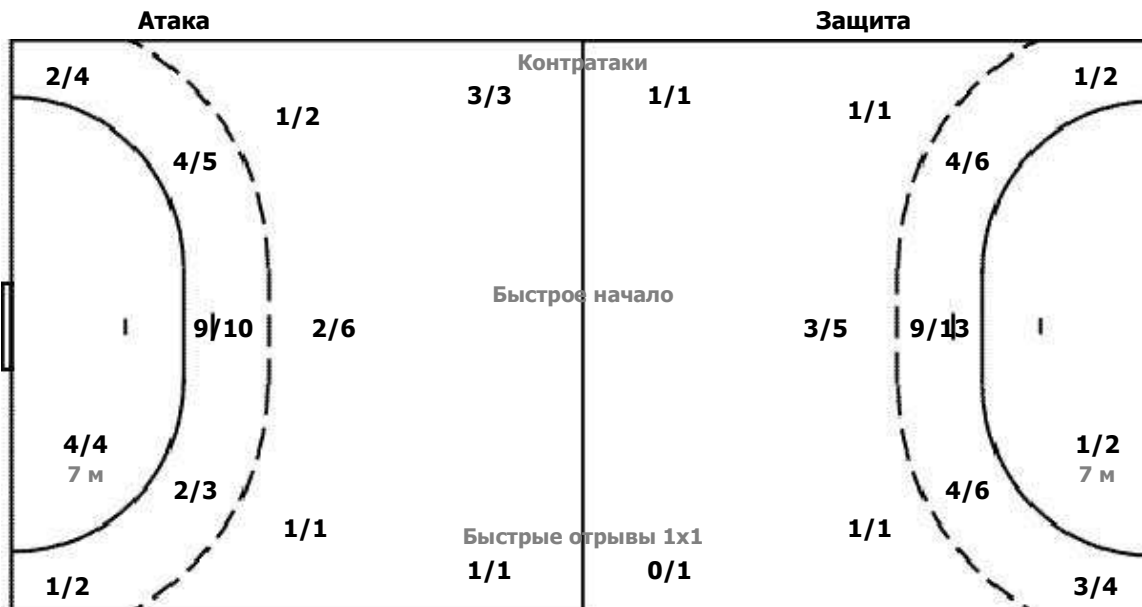 Атака Защита
Контратаки
2/4 1/2
3/3 1/1
1/2 1/1
4/5 4/6
Быстрое начало
9/10 2/6 3/5 9/13
4/4 1/2
7 м 7 м
2/3 4/6
1/1 Быстрые отрывы 1x1 1/1
1/1 0/1
1/2 3/4